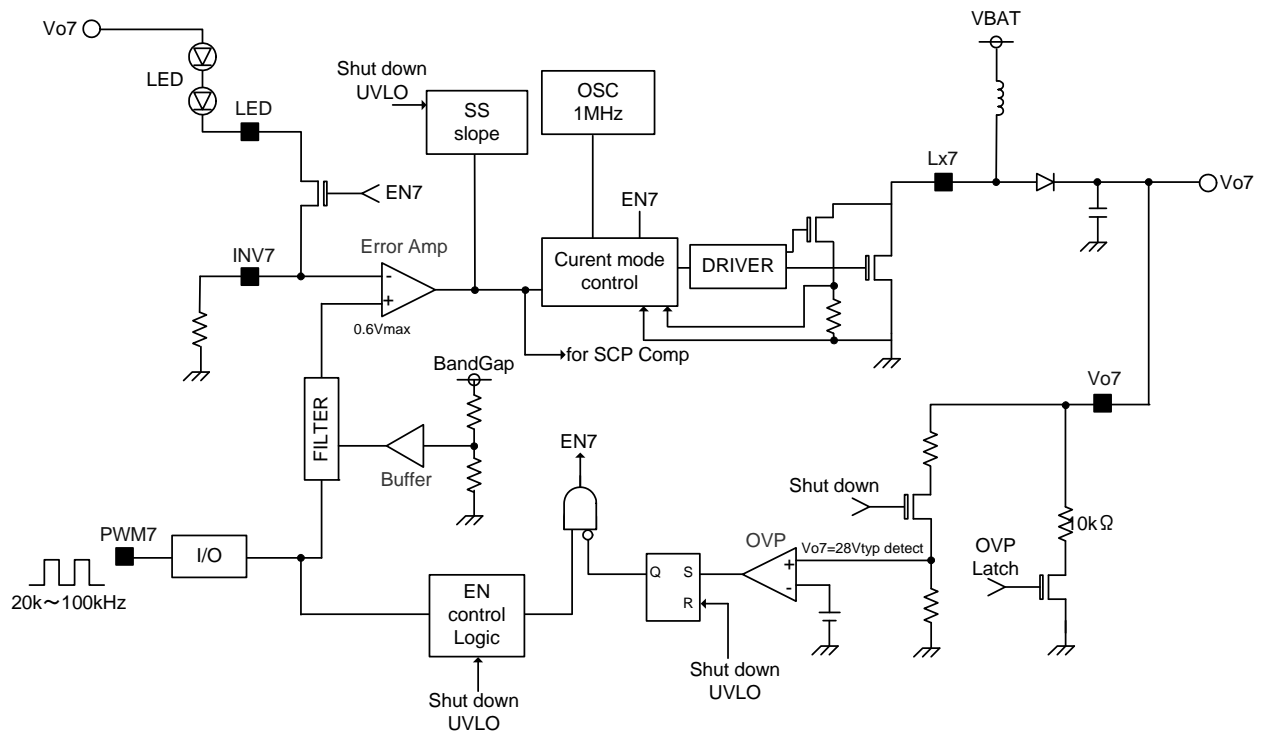 Vo7
LED
LED
Shut down
UVLO
SS
slope
OSC
1MHz
VBAT
Lx7
Vo7
EN7
EN7
INV7
Error Amp
-
+
0.6Vmax
Curent mode
control
DRIVER
for SCP Comp
BandGap
FILTER
Buffer
EN7
Vo7
Shut down
10kΩ
OVP
Latch
PWM7
I/O
20k～100kHz
EN
control
Logic
Shut down
UVLO
Q
S
R
OVP
+
-
Vo7=28Vtyp detect
Shut down
UVLO